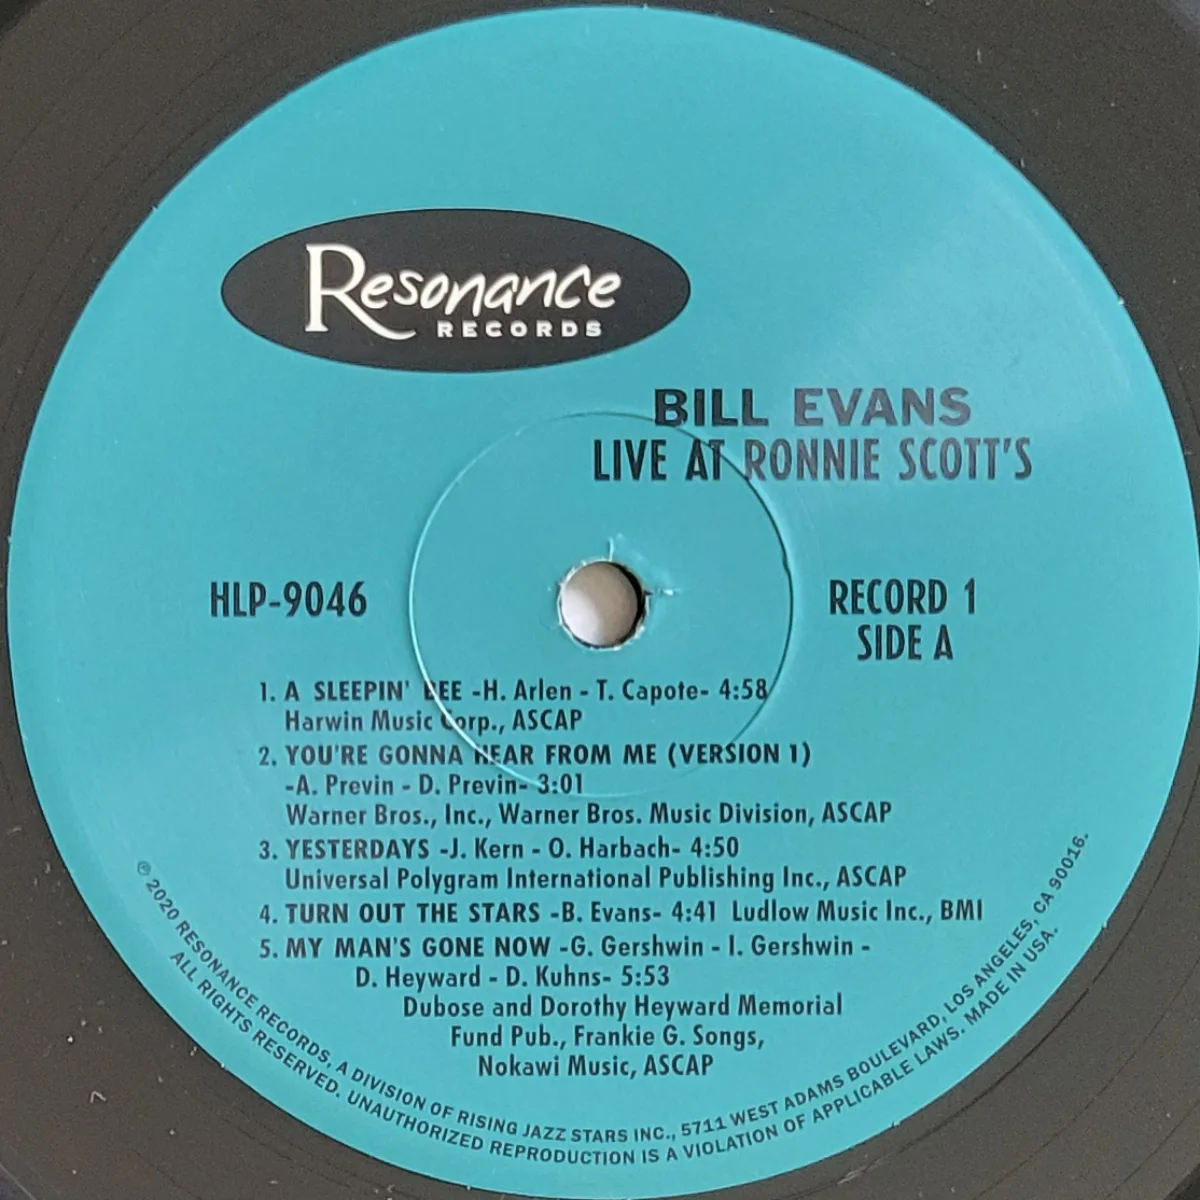 Resonance
RECORDS
BILL EVANS
LIVE AT RONNIE SCOTT'S
HLP-9046
RECORD 1
SIDE A
1. A SLEEPIN' BEE -H. Arlen - T. Capote- 4:58
Harwin Music Corp., ASCAP
2. YOU'RE GONNA HEAR FROM ME (VERSION 1)
-A. Previn - D. Previn- 3:01
Warner Bros., Inc., Warner Bros. Music Division, ASCAP
3. YESTERDAYS -J. Kern - O. Harbach- 4:50
Universal Polygram International Publishing Inc., ASCAP
4. TURN OUT THE STARS -B. Evans- 4:41 Ludlow Music Inc., BMI
5. MY MAN'S GONE NOW -G. Gershwin - I. Gershwin -
D. Heyward - D. Kuhns- 5:53
Dubose and Dorothy Heyward Memorial
Fund Pub., Frankie G. Songs,
Nokawi Music, ASCAP
℗ 2020 RESONANCE RECORDS, A DIVISION OF RISING JAZZ STARS INC., 5711 WEST ADAMS BOULEVARD, LOS ANGELES, CA 90016.
ALL RIGHTS RESERVED. UNAUTHORIZED REPRODUCTION IS A VIOLATION OF APPLICABLE LAWS. MADE IN USA.